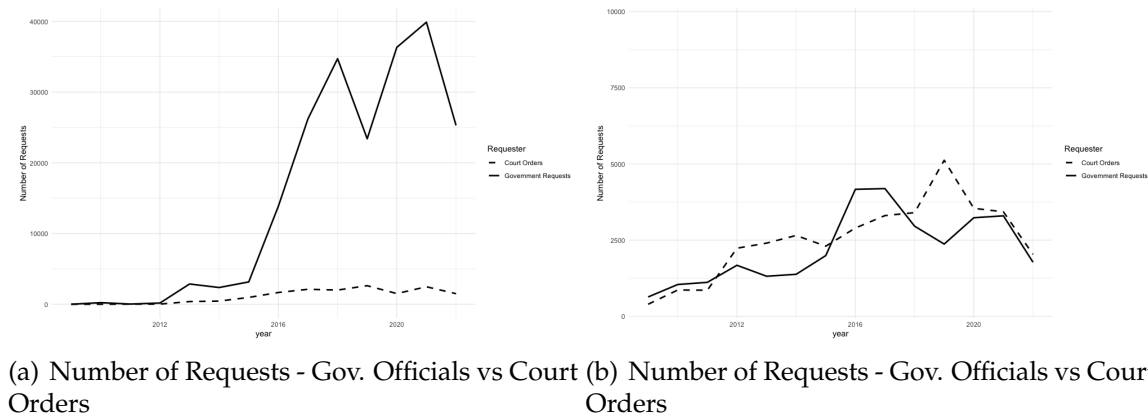 40000
30000
20000
10000
0
Number of Requests
2012
2016
2020
year
Requester
Court Orders
Government Requests
10000
7500
5000
2500
0
Number of Requests
2012
2016
2020
year
Requester
Court Orders
Government Requests
(a) Number of Requests - Gov. Officials vs Court
Orders
(b) Number of Requests - Gov. Officials vs Cour
Orders